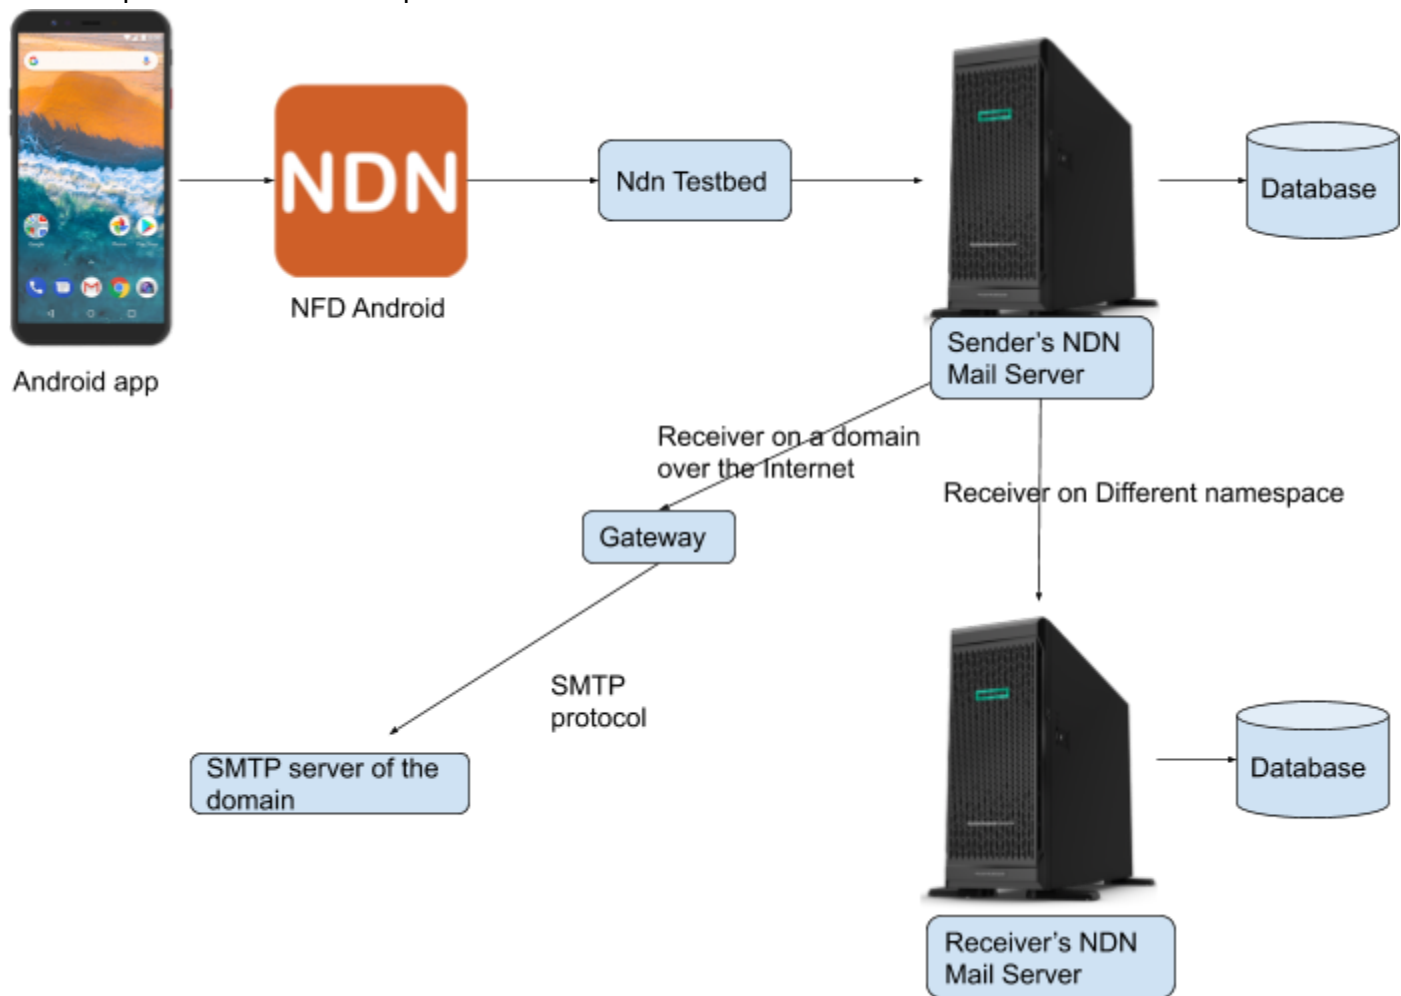 NDN
Ndn Testbed
Database
NFD Android
Android app
Sender's NDN
Mail Server
Receiver on a domain
over the Internet
Receiver on Different namespace
Gateway
SMTP
protocol
SMTP server of the
domain
Database
Receiver's NDN
Mail Server